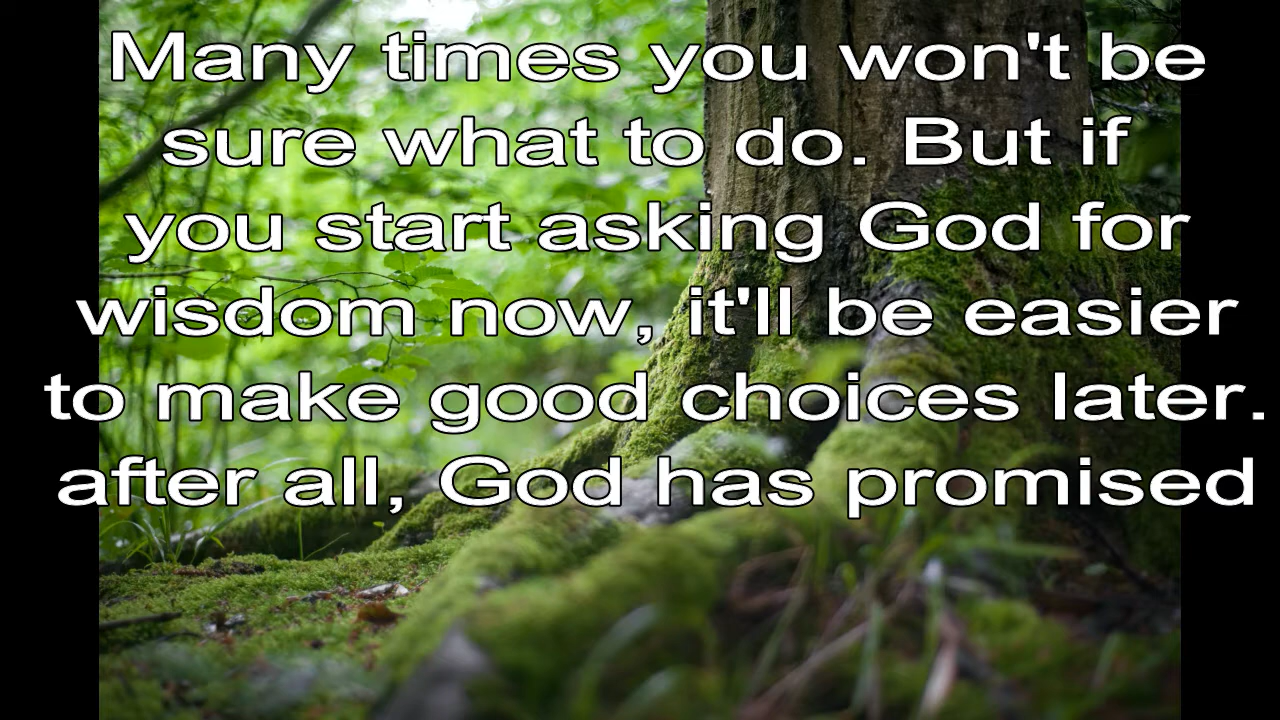 Many times you won't be
sure what to do. But if
you start asking God for
wisdom now, it'll be easier
to make good choices later.
after all, God has promised